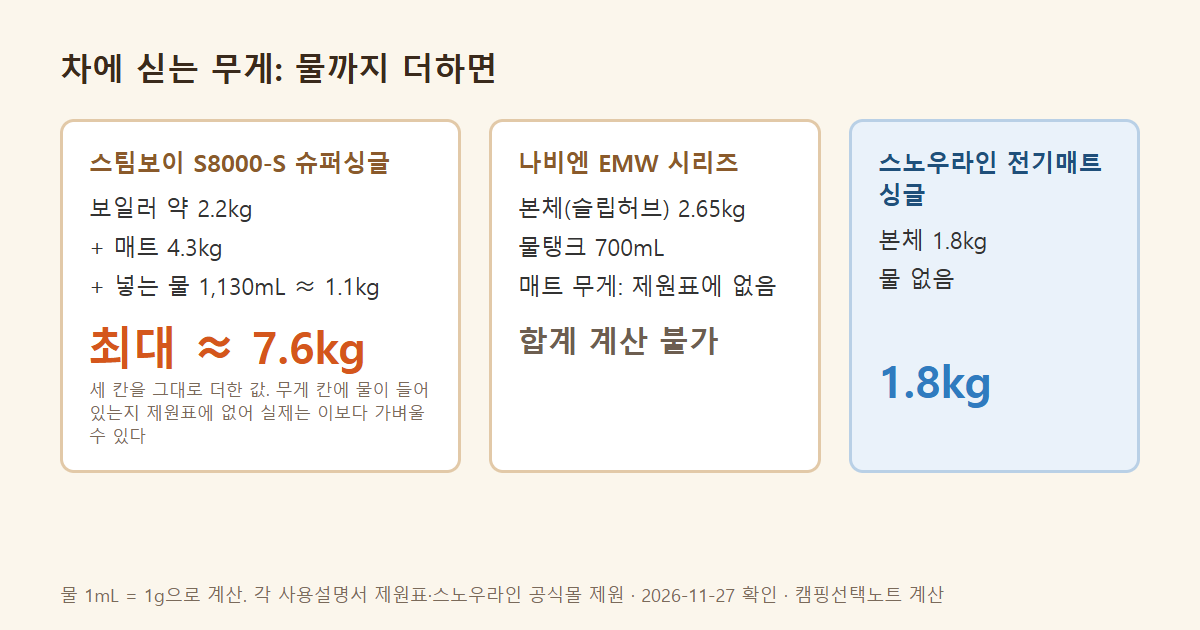 차에 싣는 무게: 물까지 더하면
스팀보이 S8000-S 슈퍼싱글
보일러 약 2.2kg
+ 매트 4.3kg
+ 넣는 물 1,130mL ≈ 1.1kg
최대 ≈ 7.6kg
세 칸을 그대로 더한 값. 무게 칸에 물이 들어
있는지 제원표에 없어 실제는 이보다 가벼울
수 있다
나비엔 EMW 시리즈
본체(슬립허브) 2.65kg
물탱크 700mL
매트 무게: 제원표에 없음
합계 계산 불가
스노우라인 전기매트
싱글
본체 1.8kg
물 없음
1.8kg
물 1mL = 1g으로 계산. 각 사용설명서 제원표·스노우라인 공식몰 제원 · 2026-11-27 확인 · 캠핑선택노트 계산